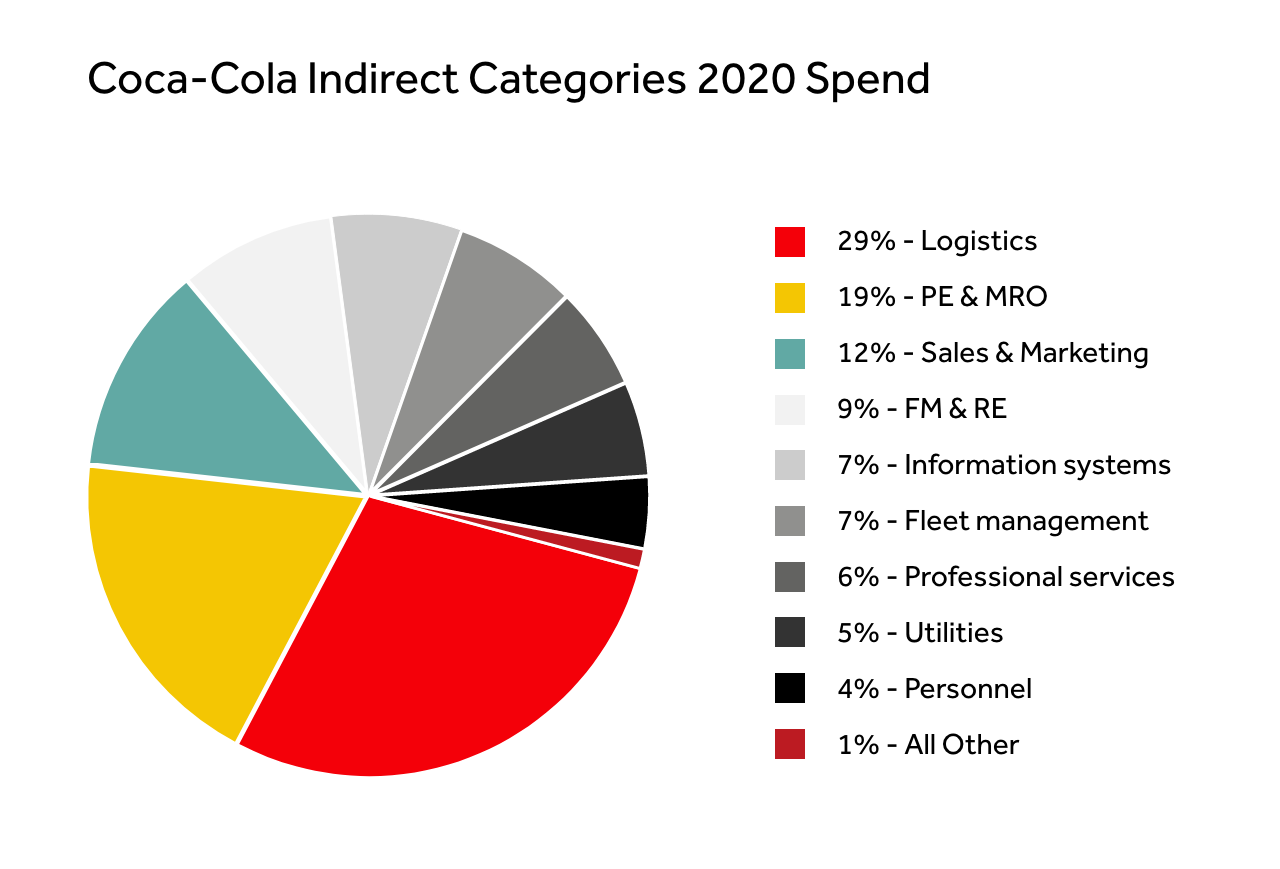 Coca-Cola Indirect Categories 2020 Spend
29% - Logistics
19% - PE & MRO
12% - Sales & Marketing
9% - FM & RE
7% - Information systems
7% - Fleet management
6% - Professional services
5% - Utilities
4% - Personnel
1% - All Other